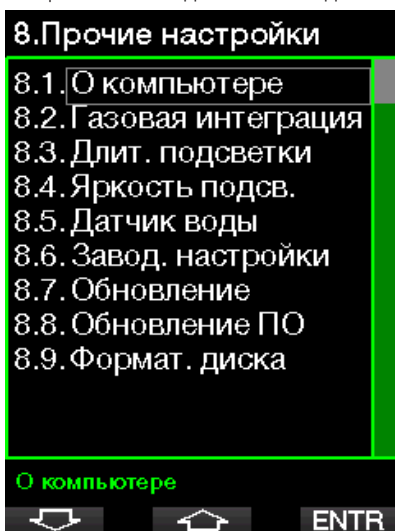 8.Прочие настройки
8.1. О компьютере
8.2. Газовая интеграция
8.3. Длит. подсветки
8.4. Яркость подсв.
8.5. Датчик воды
8.6. Завод. настройки
8.7. Обновление
8.8. Обновление ПО
8.9. Формат. диска
О компьютере
ENTR